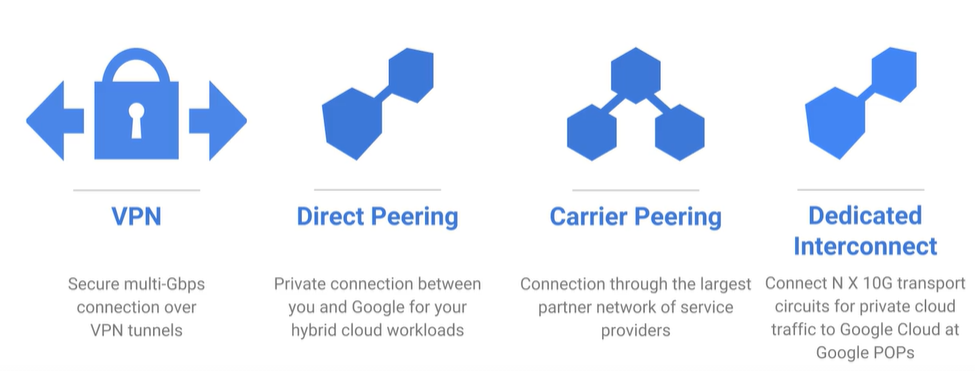 VPN
Secure multi-Gbps
connection over
VPN tunnels
Direct Peering
Private connection between
you and Google for your
hybrid cloud workloads
Carrier Peering
Connection through the largest
partner network of service
providers
Dedicated
Interconnect
Connect N X 10G transport
circuits for private cloud
traffic to Google Cloud at
Google POPs